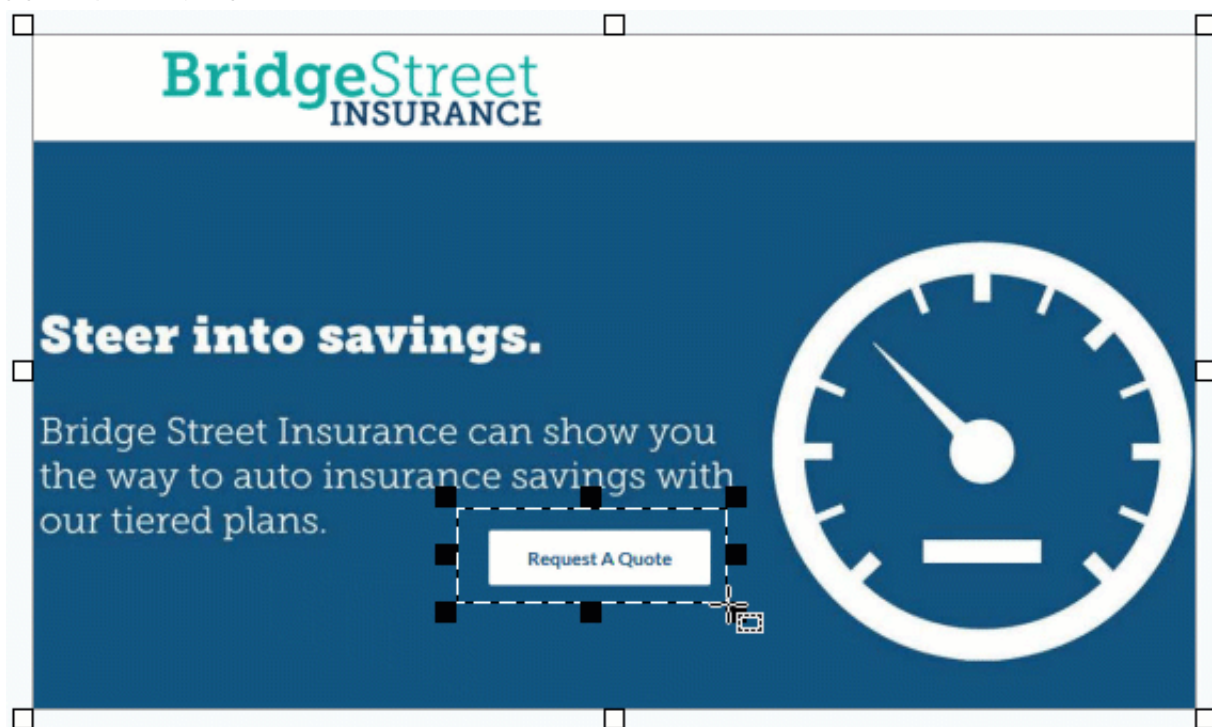 BridgeStreet
INSURANCE
Steer into savings.
Bridge Street Insurance can show you
the way to auto insurance savings with
our tiered plans.
Request A Quote